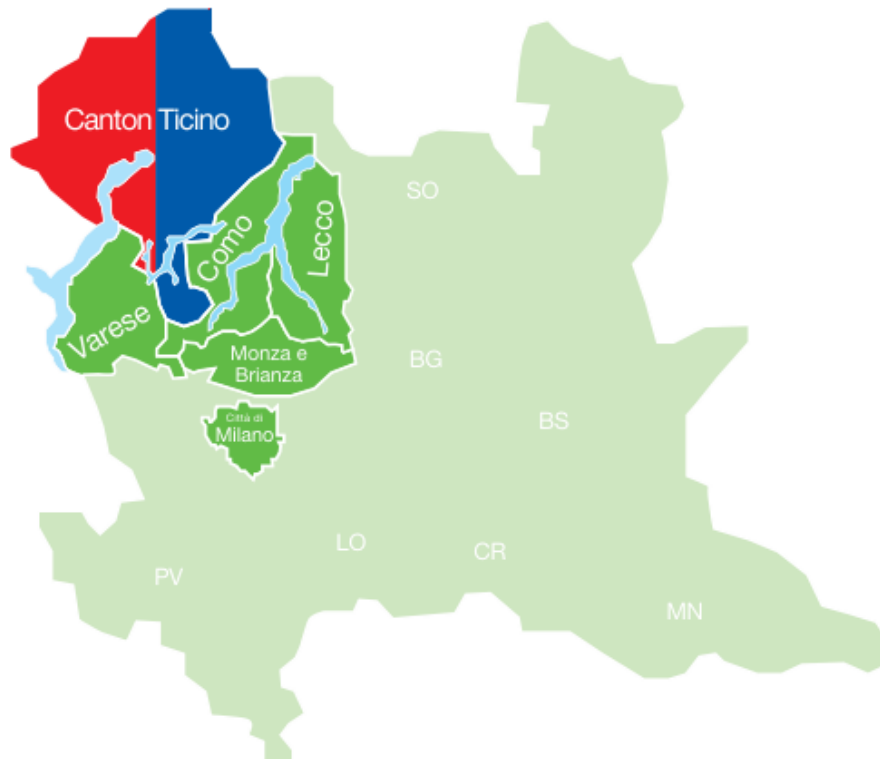 Canton Ticino
SO
Como
Lecco
Varese
Monza e
Brianza
BG
BS
Città di
Milano
LO
CR
PV
MN